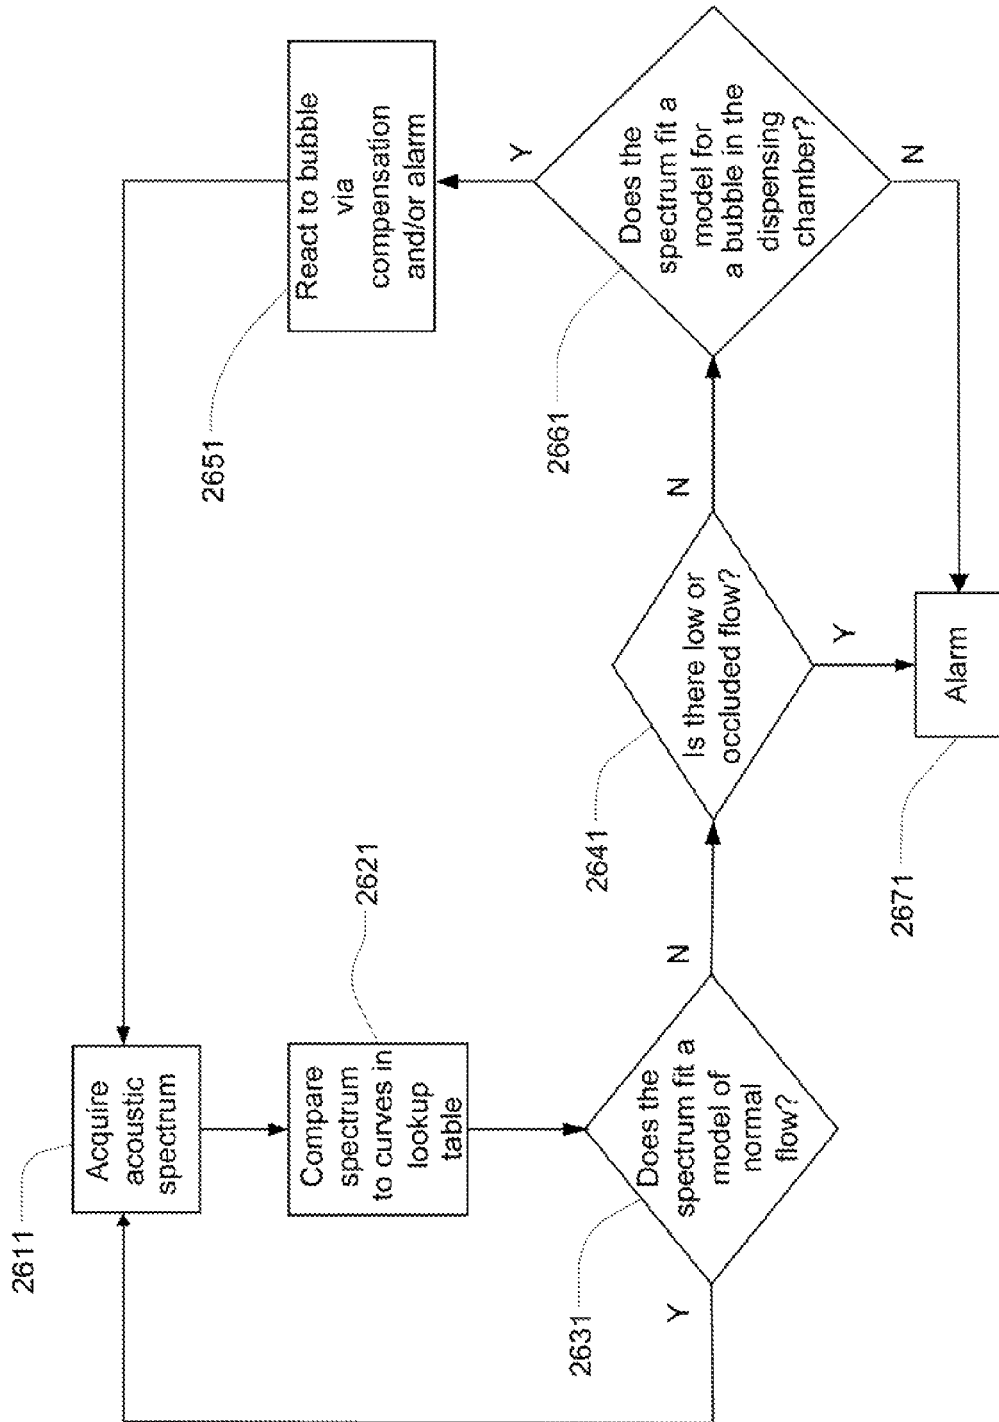 2611
Acquire
acoustic
spectrum
2621
Compare
spectrum
to curves in
lookup
table
2631
Does the
spectrum fit a
model of
normal
flow?
Y
N
2641
Is there low or
occluded flow?
Y
N
2651
React to bubble
via
compensation
and/or alarm
2661
Does the
spectrum fit a
model for
a bubble in the
dispensing
chamber?
Y
N
2671
Alarm